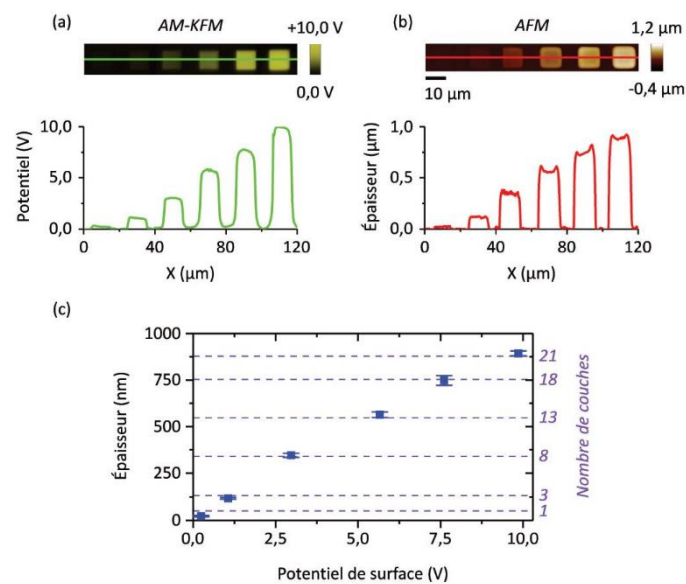 (a) AM-KFM +10,0 V
0,0 V
10,0
5,0
0,0
Potentiel (V)
0 40 80 120
X (µm)
(b) AFM 1,2 µm
-0,4 µm
10 µm
1,0
0,5
0,0
Épaisseur (µm)
0 40 80 120
X (µm)
(c)
1000
750
500
250
0
Épaisseur (nm)
21
18
13
8
3
1
Nombre de couches
0,0 2,5 5,0 7,5 10,0
Potentiel de surface (V)